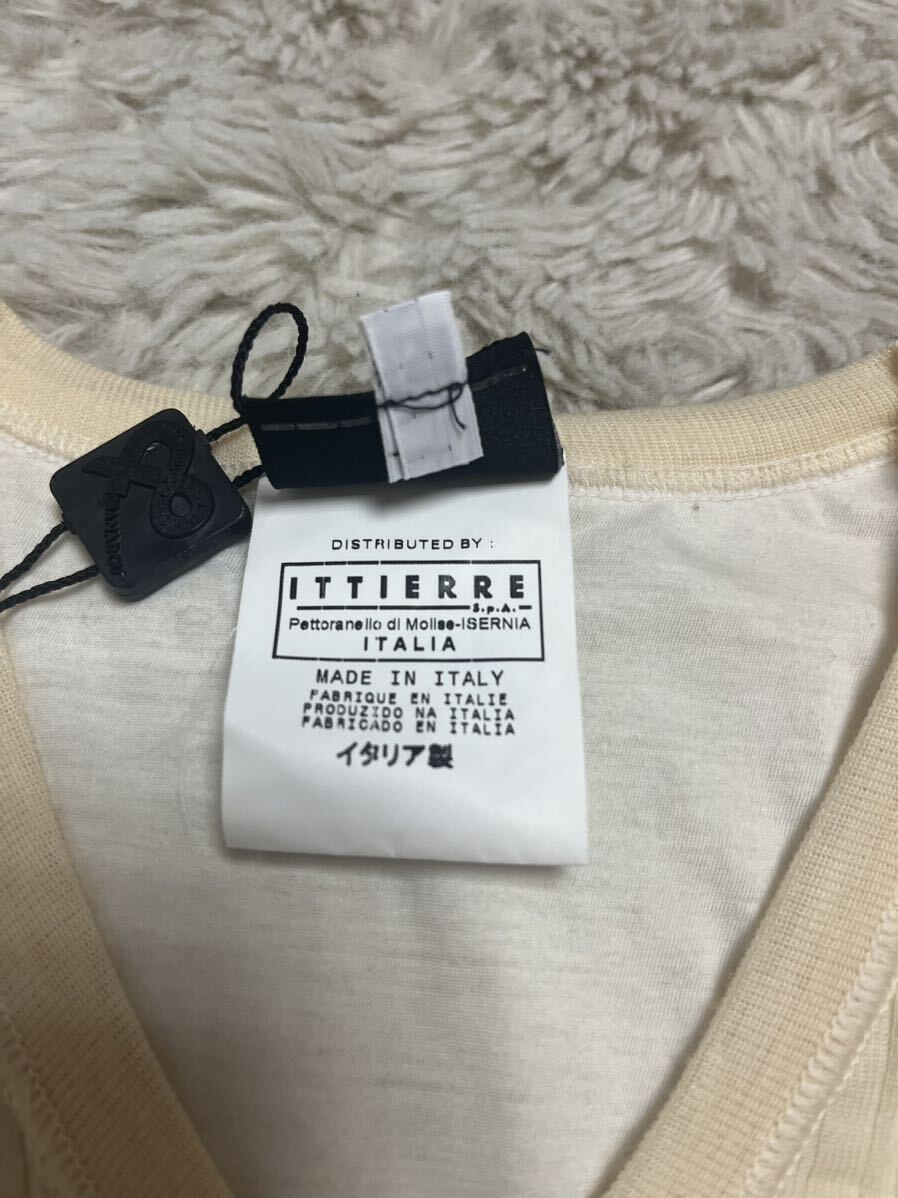 DISTRIBUTED BY :
ITTIERRE
S.p.A.
Pettoranello di Molise-ISERNIA
ITALIA
MADE IN ITALY
FABRIQUE EN ITALIE
PRODUZIDO NA ITALIA
FABRICADO EN ITALIA
イタリア製